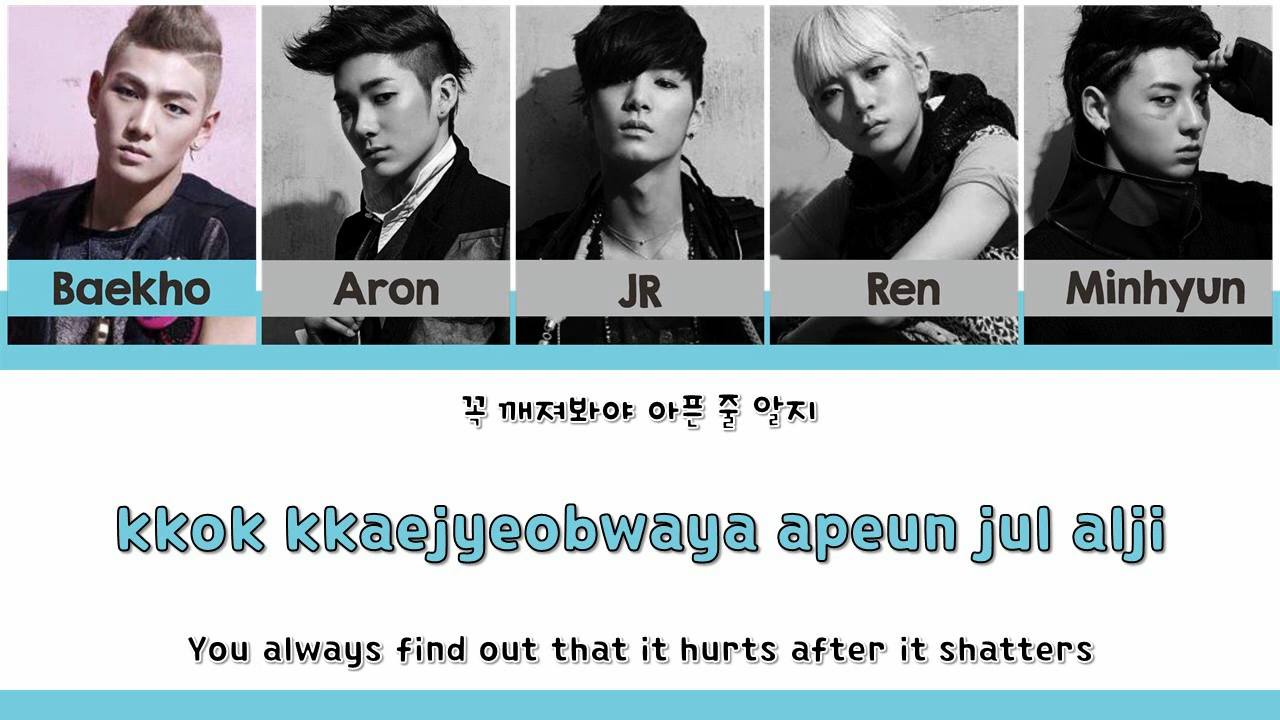 Baekho Aron JR Ren Minhyun
꼭 깨져봐야 아픈 줄 알지
kkok kkaejyeobwaya apeun jul alji
You always find out that it hurts after it shatters